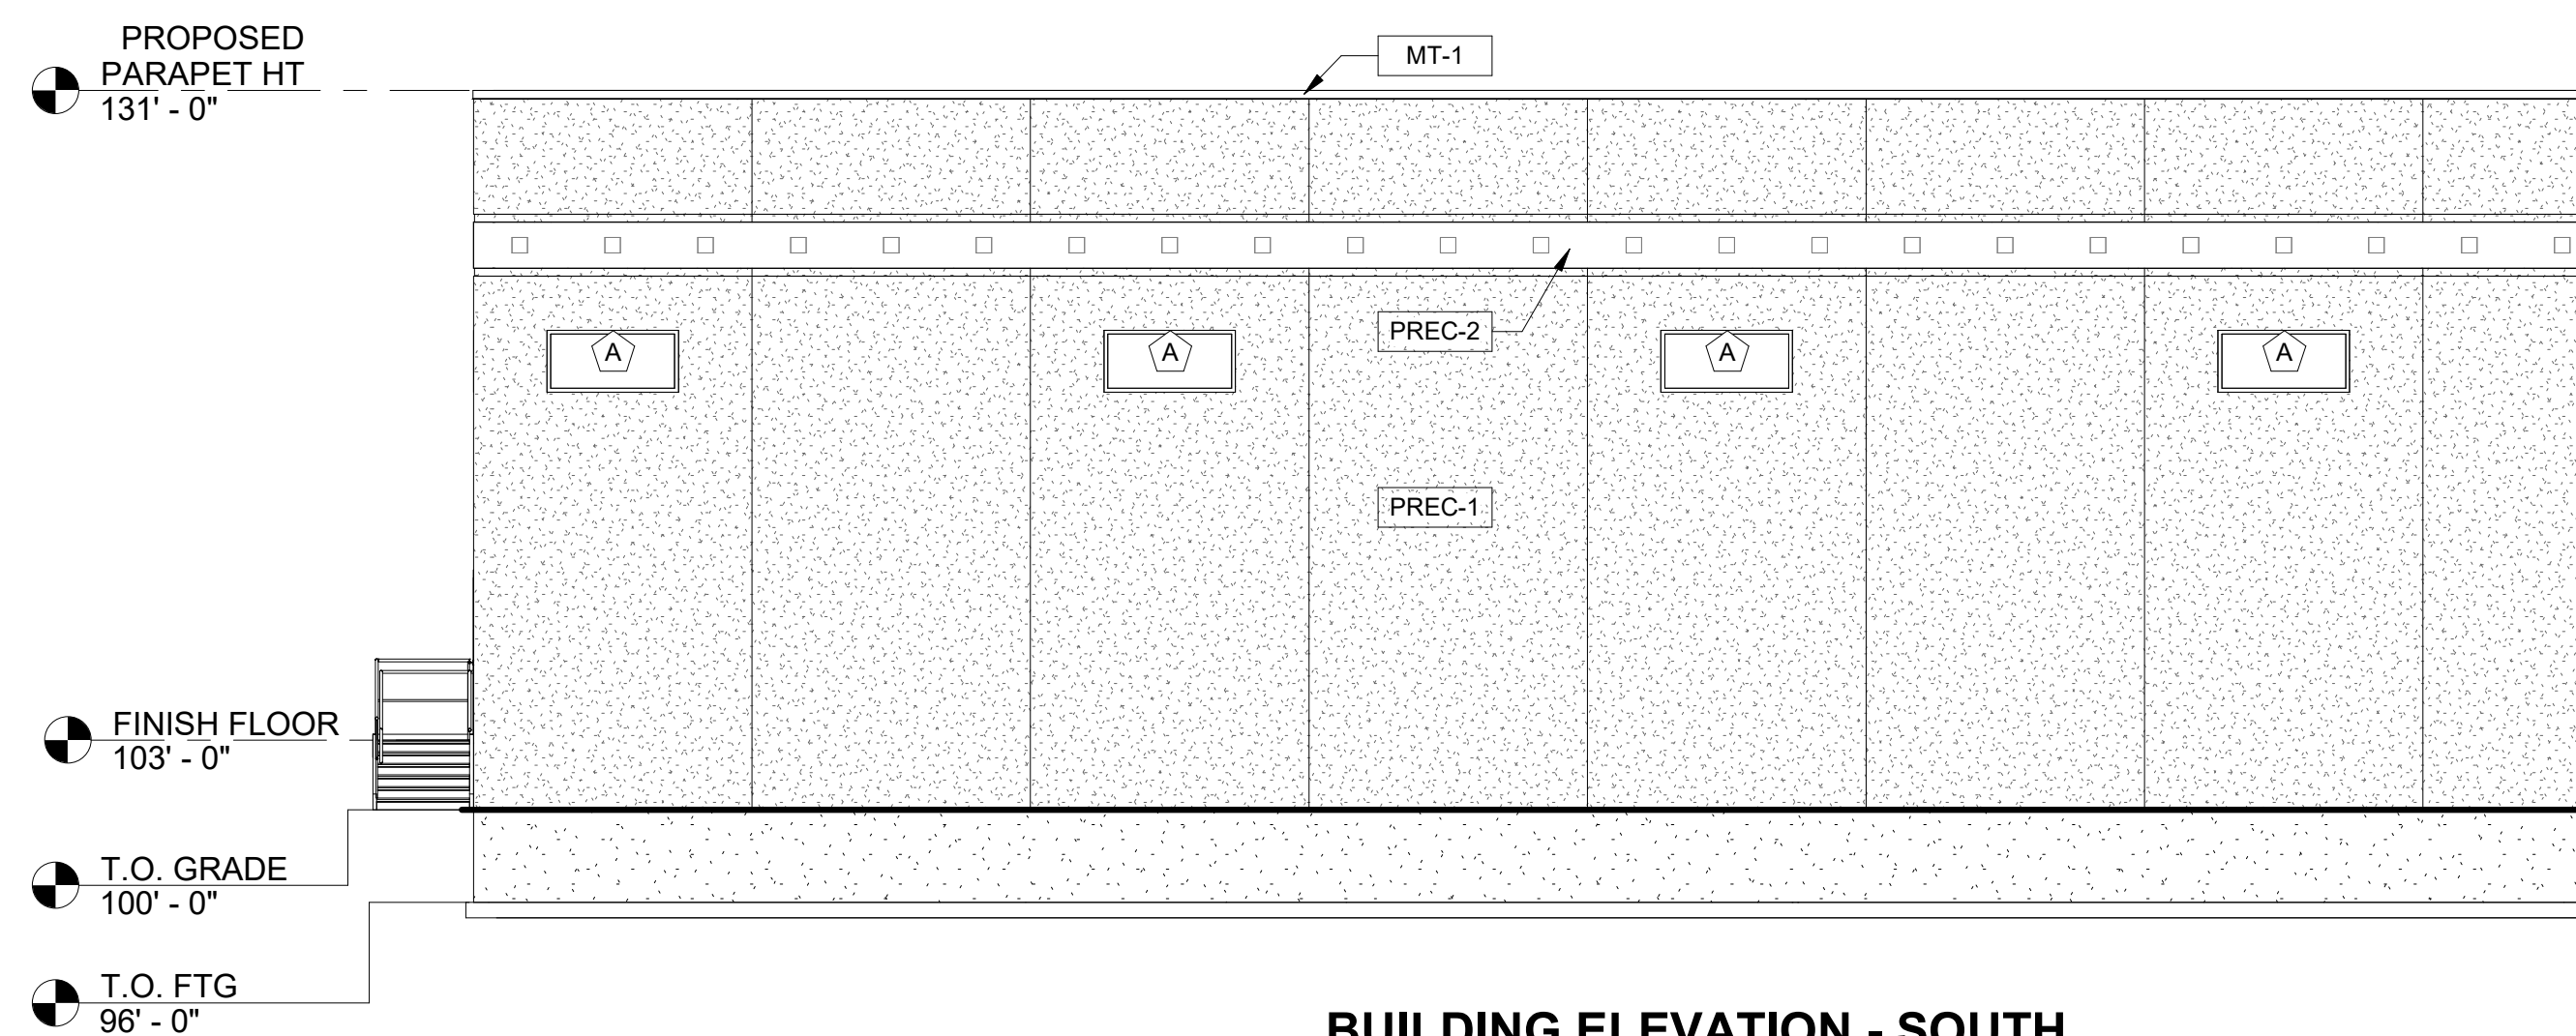 PROPOSED
PARAPET HT
131' - 0"
MT-1
PREC-2
A
A
A
A
PREC-1
FINISH FLOOR
103' - 0"
T.O. GRADE
100' - 0"
T.O. FTG
96' - 0"
BUILDING ELEVATION - SOUTH